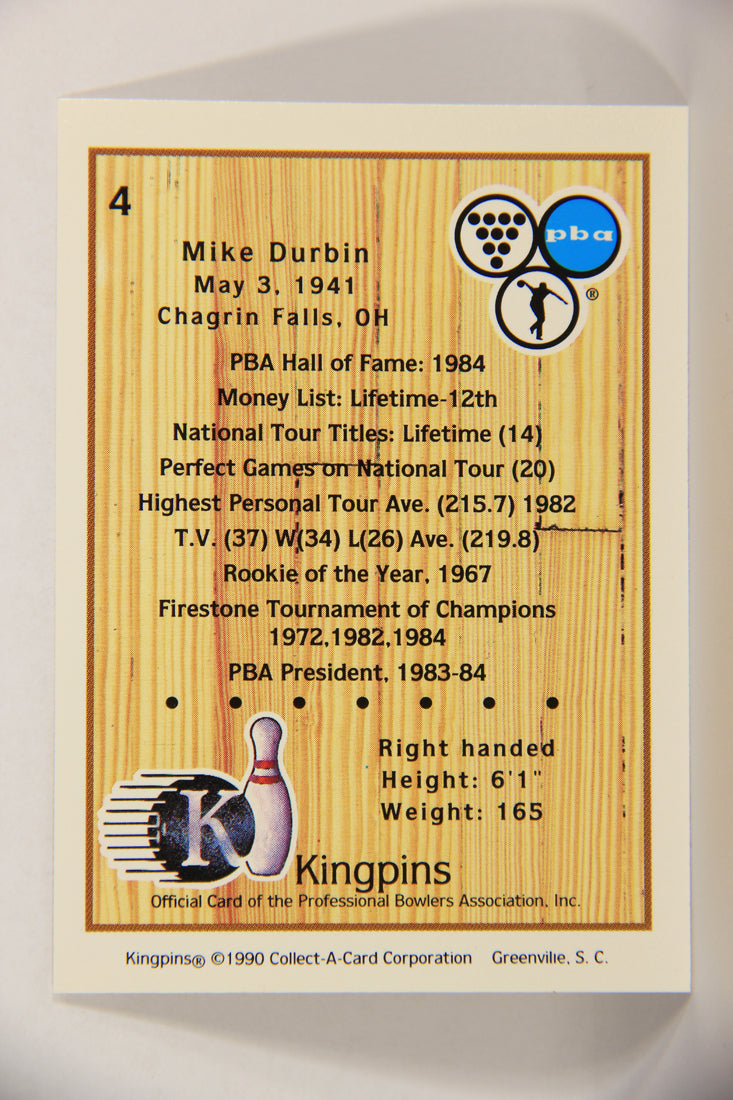 4
pba
®
Mike Durbin
May 3, 1941
Chagrin Falls, OH
PBA Hall of Fame: 1984
Money List: Lifetime-12th
National Tour Titles: Lifetime (14)
Perfect Games on National Tour (20)
Highest Personal Tour Ave. (215.7) 1982
T.V. (37) W(34) L(26) Ave. (219.8)
Rookie of the Year, 1967
Firestone Tournament of Champions
1972,1982,1984
PBA President, 1983-84
Right handed
Height: 6'1"
Weight: 165
K
Kingpins
Official Card of the Professional Bowlers Association, Inc.
Kingpins® ©1990 Collect-A-Card Corporation Greenville, S. C.